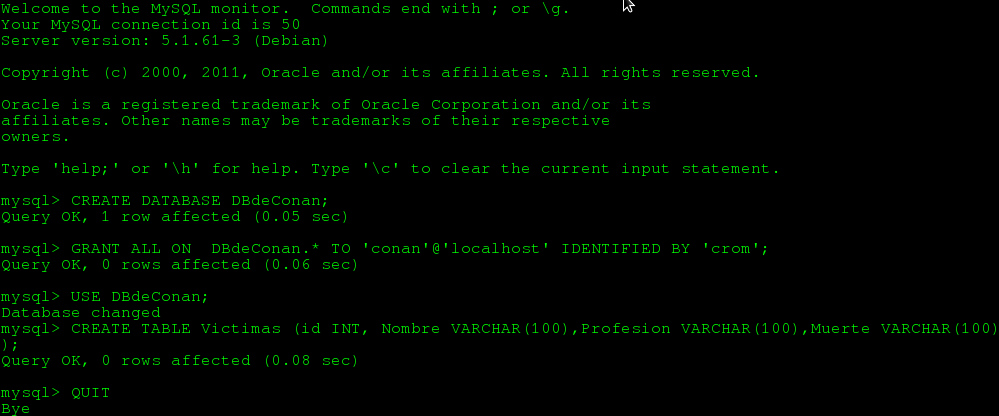 Welcome to the MySQL monitor.  Commands end with ; or \g.
Your MySQL connection id is 50
Server version: 5.1.61-3 (Debian)
Copyright (c) 2000, 2011, Oracle and/or its affiliates. All rights reserved.
Oracle is a registered trademark of Oracle Corporation and/or its
affiliates. Other names may be trademarks of their respective
owners.
Type 'help;' or '\h' for help. Type '\c' to clear the current input statement.
mysql> CREATE DATABASE DBdeConan;
Query OK, 1 row affected (0.05 sec)
mysql> GRANT ALL ON  DBdeConan.* TO 'conan'@'localhost' IDENTIFIED BY 'crom';
Query OK, 0 rows affected (0.06 sec)
mysql> USE DBdeConan;
Database changed
mysql> CREATE TABLE Victimas (id INT, Nombre VARCHAR(100),Profesion VARCHAR(100),Muerte VARCHAR(100)
);
Query OK, 0 rows affected (0.08 sec)
mysql> QUIT
Bye